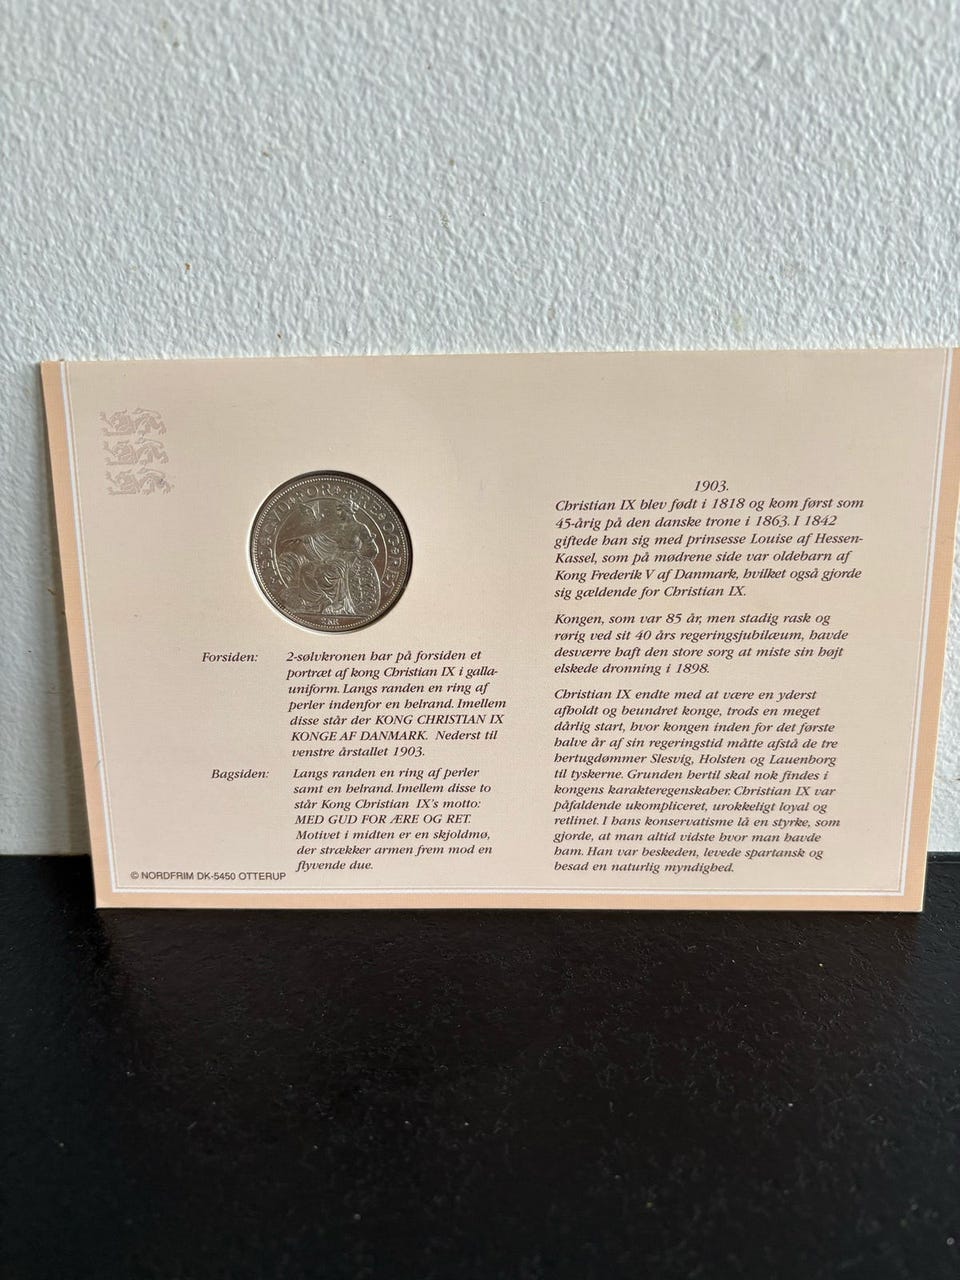 GUD FOR ÆRE OG RET
2 KR
Forsiden: 2-sølvkronen har på forsiden et
portræt af kong Christian IX i galla-
uniform. Langs randen en ring af
perler indenfor en helrand. Imellem
disse står der KONG CHRISTIAN IX
KONGE AF DANMARK. Nederst til
venstre årstallet 1903.
Bagsiden: Langs randen en ring af perler
samt en helrand. Imellem disse to
står Kong Christian IX's motto:
MED GUD FOR ÆRE OG RET.
Motivet i midten er en skjoldmø,
der strækker armen frem mod en
flyvende due.
© NORDFRIM DK-5450 OTTERUP
1903.
Christian IX blev født i 1818 og kom først som
45-årig på den danske trone i 1863. I 1842
giftede han sig med prinsesse Louise af Hessen-
Kassel, som på mødrene side var oldebarn af
Kong Frederik V af Danmark, hvilket også gjorde
sig gældende for Christian IX.
Kongen, som var 85 år, men stadig rask og
rørig ved sit 40 års regeringsjubilæum, havde
desværre haft den store sorg at miste sin højt
elskede dronning i 1898.
Christian IX endte med at være en yderst
afholdt og beundret konge, trods en meget
dårlig start, hvor kongen inden for det første
halve år af sin regeringstid måtte afstå de tre
hertugdømmer Slesvig, Holsten og Lauenborg
til tyskerne. Grunden hertil skal nok findes i
kongens karakteregenskaber. Christian IX var
påfaldende ukompliceret, urokkeligt loyal og
retlinet. I hans konservatisme lå en styrke, som
gjorde, at man altid vidste hvor man havde
ham. Han var beskeden, levede spartansk og
besad en naturlig myndighed.